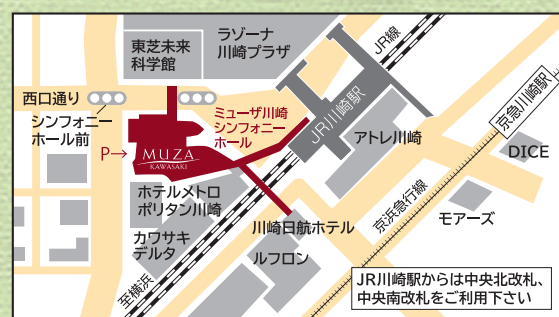 ラゾーナ
川崎プラザ
東芝未来
科学館
JR線
西口通り
シンフォニー
ホール前
ミューザ川崎
シンフォニー
ホール
JR川崎駅
京急川崎駅
P→
MUZA
KAWASAKI
アトレ川崎
DICE
ホテルメトロ
ポリタン川崎
京浜急行線
モアーズ
川崎日航ホテル
カワサキ
デルタ
ルフロン
至横浜
JR川崎駅からは中央北改札、
中央南改札をご利用下さい